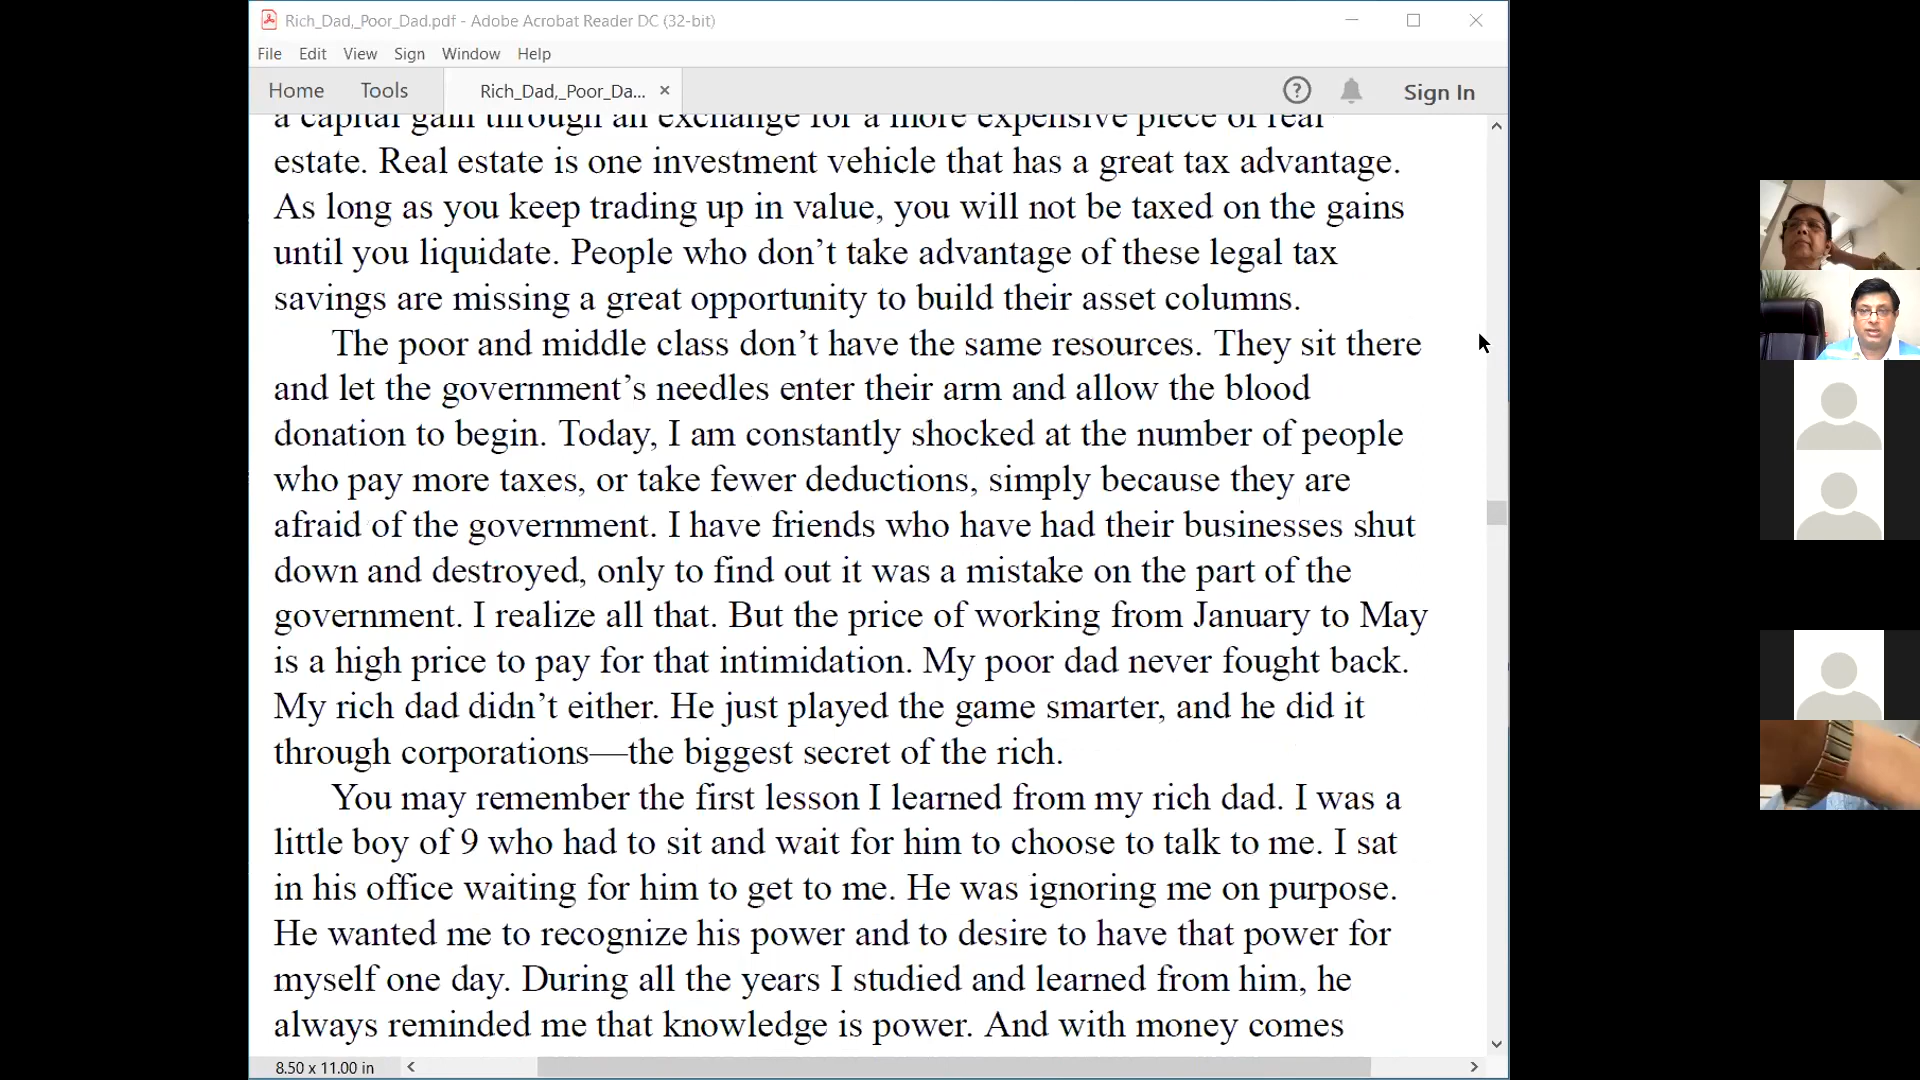 Rich_Dad,_Poor_Dad.pdf - Adobe Acrobat Reader DC (32-bit)
File Edit View Sign Window Help
Home Tools Rich_Dad,_Poor_Da... × ? Sign In
a capital gain through an exchange for a more expensive piece of real
estate. Real estate is one investment vehicle that has a great tax advantage.
As long as you keep trading up in value, you will not be taxed on the gains
until you liquidate. People who don’t take advantage of these legal tax
savings are missing a great opportunity to build their asset columns.
The poor and middle class don’t have the same resources. They sit there
and let the government’s needles enter their arm and allow the blood
donation to begin. Today, I am constantly shocked at the number of people
who pay more taxes, or take fewer deductions, simply because they are
afraid of the government. I have friends who have had their businesses shut
down and destroyed, only to find out it was a mistake on the part of the
government. I realize all that. But the price of working from January to May
is a high price to pay for that intimidation. My poor dad never fought back.
My rich dad didn’t either. He just played the game smarter, and he did it
through corporations—the biggest secret of the rich.
You may remember the first lesson I learned from my rich dad. I was a
little boy of 9 who had to sit and wait for him to choose to talk to me. I sat
in his office waiting for him to get to me. He was ignoring me on purpose.
He wanted me to recognize his power and to desire to have that power for
myself one day. During all the years I studied and learned from him, he
always reminded me that knowledge is power. And with money comes
8.50 x 11.00 in